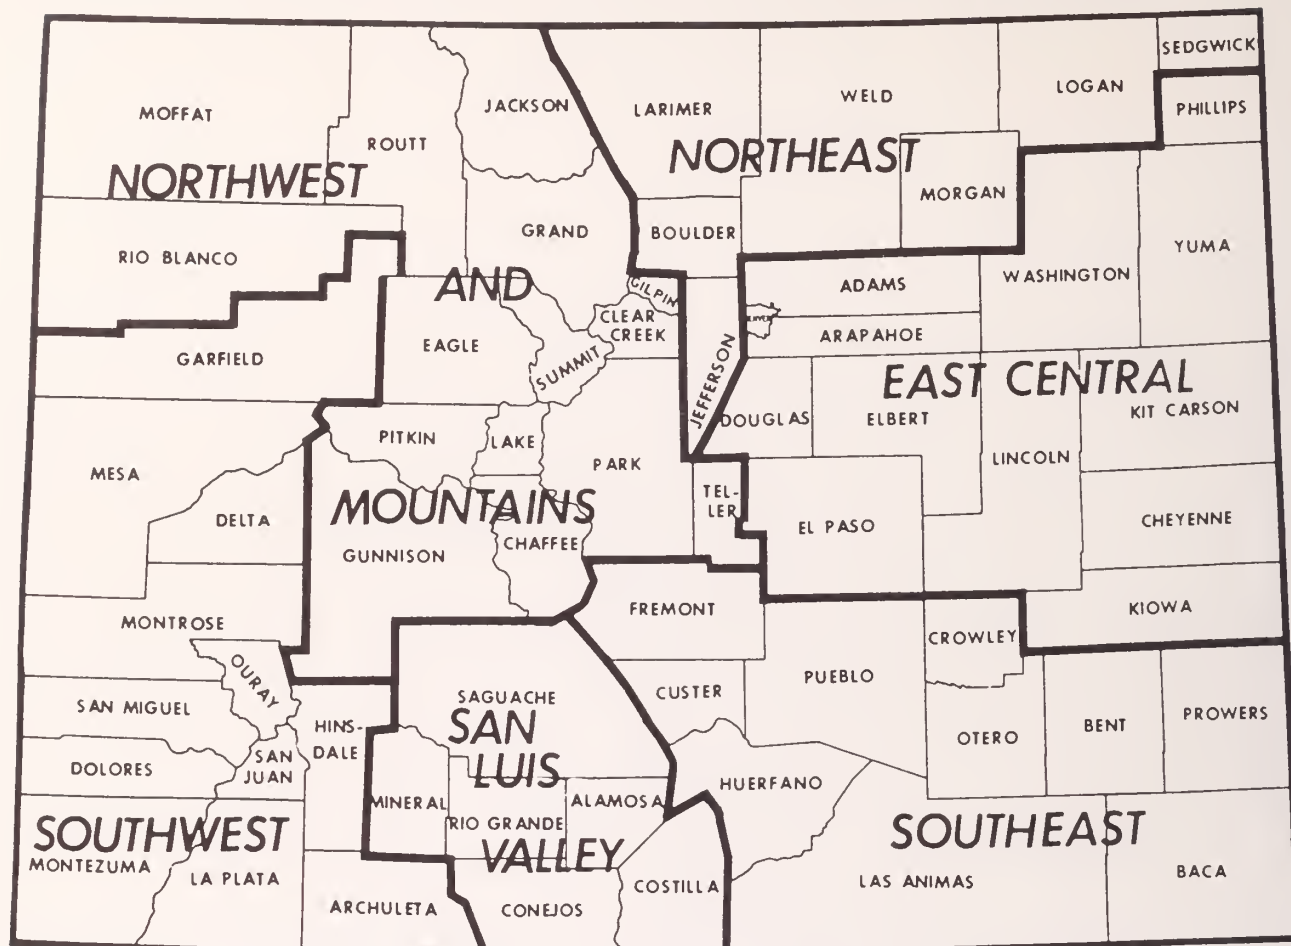 SEDGWICK
LOGAN
WELD
PHILLIPS
JACKSON
LARIMER
MOFFAT
ROUTT
NORTHEAST
NORTHWEST
MORGAN
GRAND
BOULDER
YUMA
RIO BLANCO
WASHINGTON
AND
ADAMS
GILPIN
CLEAR
CREEK
ARAPAHOE
EAGLE
GARFIELD
SUMMIT
JEFFERSON
EAST CENTRAL
DOUGLAS
ELBERT
KIT CARSON
PITKIN
LAKE
PARK
LINCOLN
MESA
TEL-
LER
MOUNTAINS
DELTA
EL PASO
CHEYENNE
CHAFFEE
GUNNISON
FREMONT
KIOWA
MONTROSE
CROWLEY
OURAY
PUEBLO
SAGUACHE
CUSTER
SAN MIGUEL
HINS-
DALE
SAN
LUIS
PROWERS
BENT
OTERO
SAN
JUAN
DOLORES
HUERFANO
MINERAL
ALAMOSA
RIO GRANDE
SOUTHWEST
SOUTHEAST
VALLEY
MONTEZUMA
LA PLATA
COSTILLA
LAS ANIMAS
BACA
ARCHULETA
CONEJOS